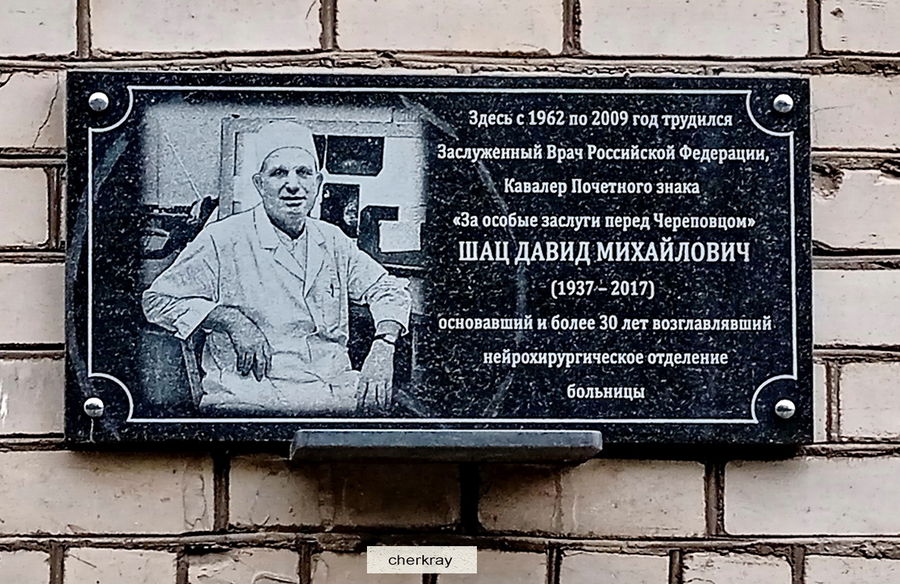 Здесь с 1962 по 2009 год трудился
Заслуженный Врач Российской Федерации,
Кавалер Почетного знака
«За особые заслуги перед Череповцом»
ШАЦ ДАВИД МИХАЙЛОВИЧ
(1937 – 2017)
основавший и более 30 лет возглавлявший
нейрохирургическое отделение
больницы
cherkray